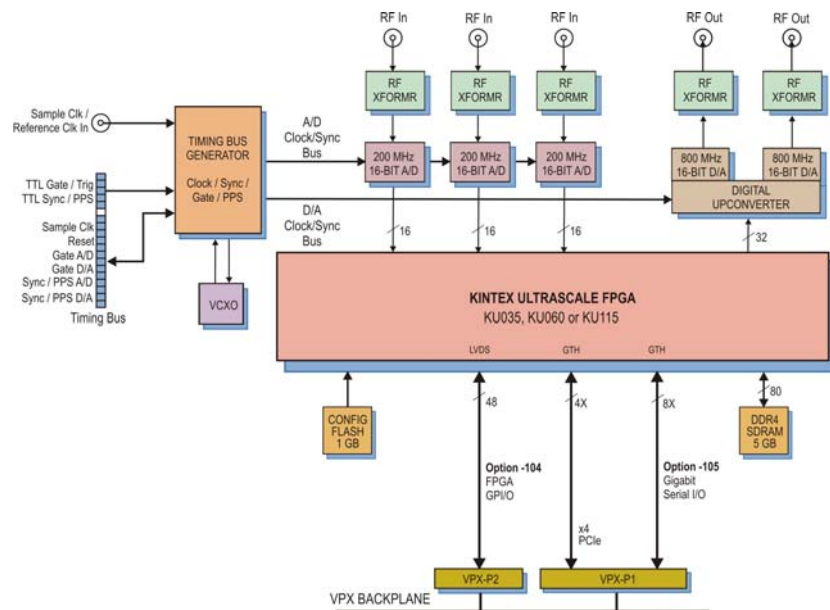 RF In
RF In
RF In
RF Out
RF Out
RF
XFORMR
RF
XFORMR
RF
XFORMR
RF
XFORMR
RF
XFORMR
Sample Clk /
Reference Clk In
TIMING BUS
GENERATOR
Clock / Sync /
Gate / PPS
A/D
Clock/Sync
Bus
200 MHz
16-BIT A/D
200 MHz
16-BIT A/D
200 MHz
16-BIT A/D
800 MHz
16-BIT D/A
800 MHz
16-BIT D/A
DIGITAL
UPCONVERTER
TTL Gate / Trig
TTL Sync / PPS
Sample Clk
Reset
Gate A/D
Gate D/A
Sync / PPS A/D
Sync / PPS D/A
Timing Bus
D/A
Clock/Sync
Bus
16
16
16
32
VCXO
KINTEX ULTRASCALE FPGA
KU035, KU060 or KU115
LVDS
GTH
GTH
48
4X
8X
80
CONFIG
FLASH
1 GB
DDR4
SDRAM
5 GB
Option -104
FPGA
GPI/O
Option -105
Gigabit
Serial I/O
x4
PCIe
VPX-P2
VPX-P1
VPX BACKPLANE